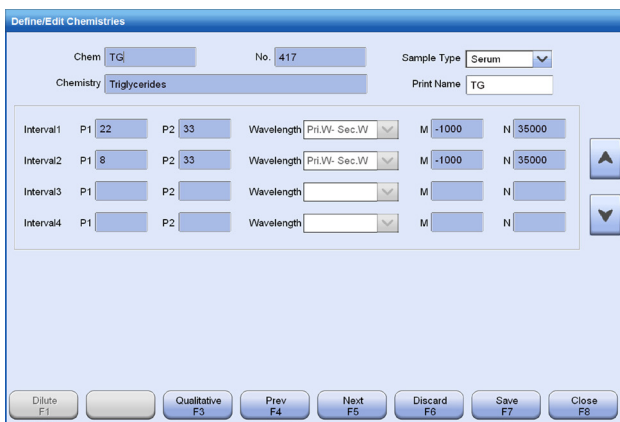 Define/Edit Chemistries
Chem TG No. 417 Sample Type Serum
Chemistry Triglycerides Print Name TG
Interval1 P1 22 P2 33 Wavelength Pri.W- Sec.W M -1000 N 35000
Interval2 P1 8 P2 33 Wavelength Pri.W- Sec.W M -1000 N 35000
Interval3 P1 P2 Wavelength M N
Interval4 P1 P2 Wavelength M N
Dilute Qualitative Prev Next Discard Save Close
F1 F3 F4 F5 F6 F7 F8